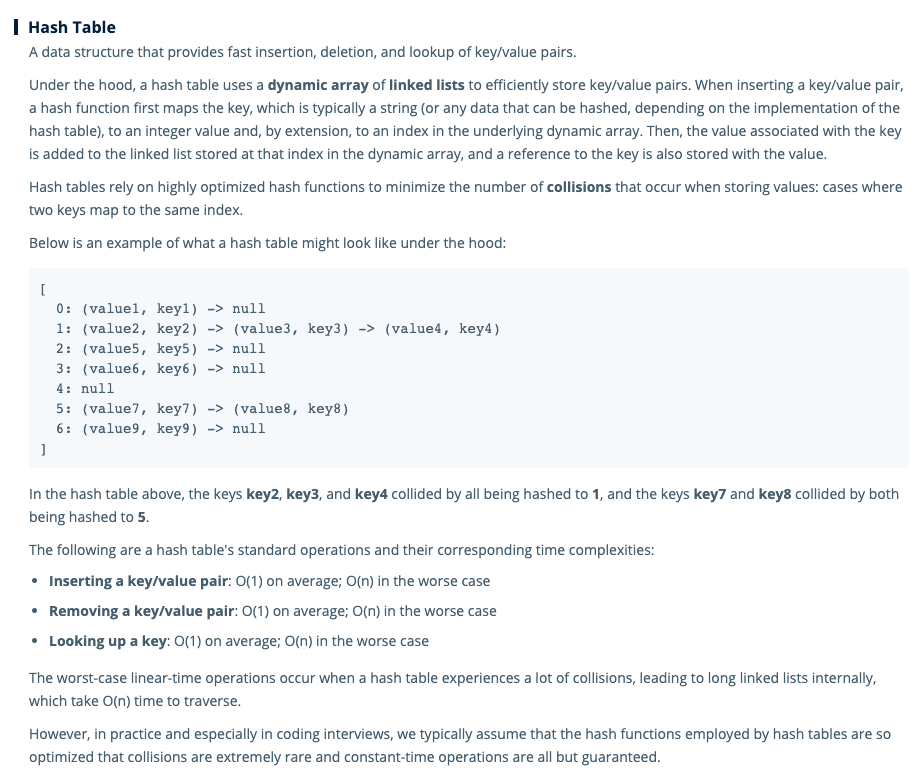 Hash Table
A data structure that provides fast insertion, deletion, and lookup of key/value pairs.
Under the hood, a hash table uses a dynamic array of linked lists to efficiently store key/value pairs. When inserting a key/value pair,
a hash function first maps the key, which is typically a string (or any data that can be hashed, depending on the implementation of the
hash table), to an integer value and, by extension, to an index in the underlying dynamic array. Then, the value associated with the key
is added to the linked list stored at that index in the dynamic array, and a reference to the key is also stored with the value.
Hash tables rely on highly optimized hash functions to minimize the number of collisions that occur when storing values: cases where
two keys map to the same index.
Below is an example of what a hash table might look like under the hood:
[
0: (value1, key1) -> null
1: (value2, key2) -> (value3, key3) -> (value4, key4)
2: (value5, key5) -> null
3: (value6, key6) -> null
4: null
5: (value7, key7) -> (value8, key8)
6: (value9, key9) -> null
]
In the hash table above, the keys key2, key3, and key4 collided by all being hashed to 1, and the keys key7 and key8 collided by both
being hashed to 5.
The following are a hash table's standard operations and their corresponding time complexities:
• Inserting a key/value pair: O(1) on average; O(n) in the worse case
• Removing a key/value pair: O(1) on average; O(n) in the worse case
• Looking up a key: O(1) on average; O(n) in the worse case
The worst-case linear-time operations occur when a hash table experiences a lot of collisions, leading to long linked lists internally,
which take O(n) time to traverse.
However, in practice and especially in coding interviews, we typically assume that the hash functions employed by hash tables are so
optimized that collisions are extremely rare and constant-time operations are all but guaranteed.